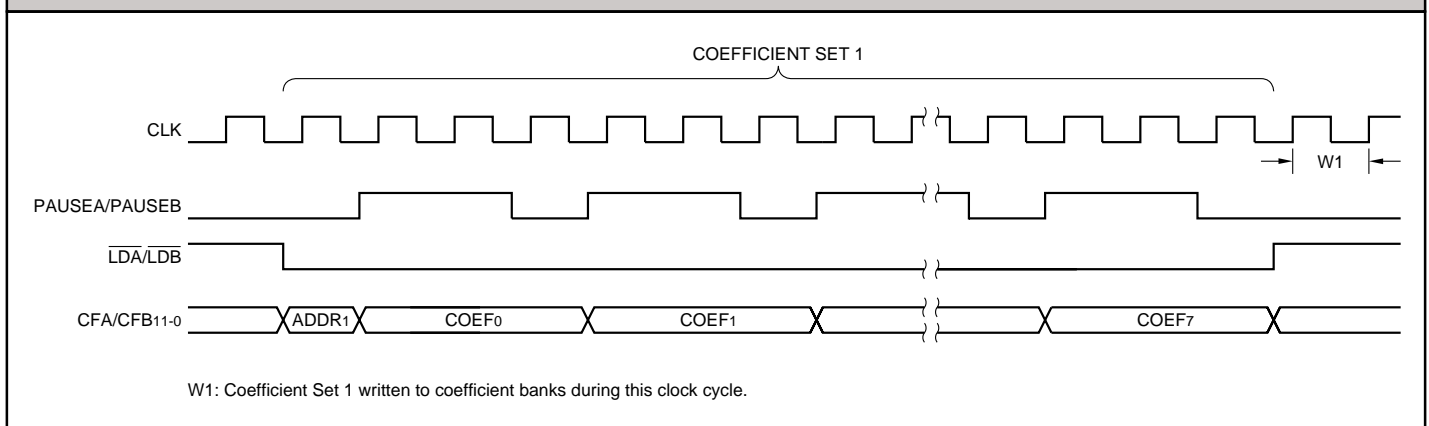 COEFFICIENT SET 1
CLK
W1
PAUSEA/PAUSEB
LDA/LDB
CFA/CFB11-0
ADDR1
COEF0
COEF1
COEF7
W1: Coefficient Set 1 written to coefficient banks during this clock cycle.